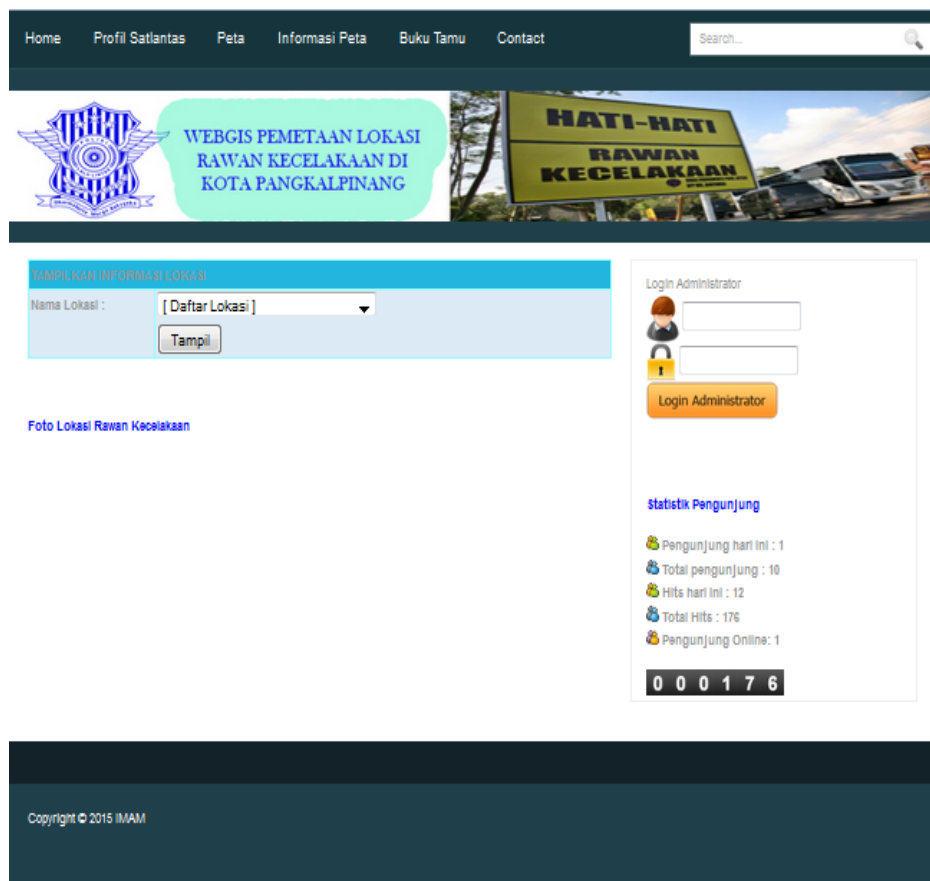 Home Profil Satlantas Peta Informasi Peta Buku Tamu Contact Search...
WEBGIS PEMETAAN LOKASI
RAWAN KECELAKAAN DI
KOTA PANGKALPINANG
HATI-HATI
RAWAN
KECELAKAAN
TAMPILKAN INFORMASI LOKASI
Nama Lokasi : [ Daftar Lokasi ]
Tampil
Foto Lokasi Rawan Kecelakaan
Login Administrator
Login Administrator
Statistik Pengunjung
Pengunjung hari ini : 1
Total pengunjung : 10
Hits hari ini : 12
Total Hits : 176
Pengunjung Online: 1
0 0 0 1 7 6
Copyright © 2015 IMAM